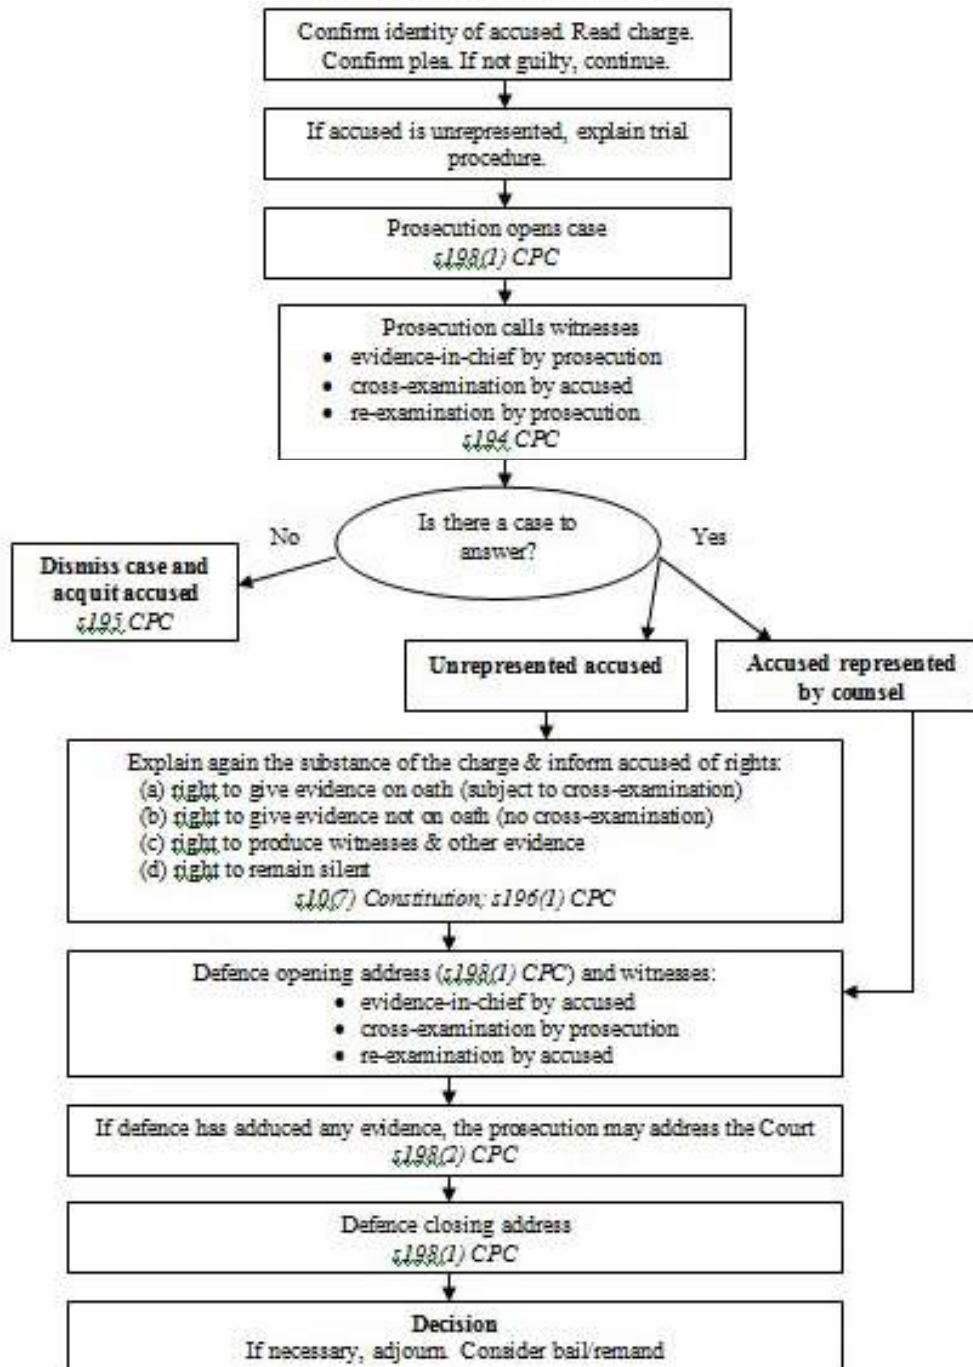 Confirm identity of accused. Read charge.
Confirm plea. If not guilty, continue.
If accused is unrepresented, explain trial
procedure.
Prosecution opens case
s198(1) CPC
Prosecution calls witnesses
• evidence-in-chief by prosecution
• cross-examination by accused
• re-examination by prosecution
s194 CPC
Is there a case to
answer?
No
Yes
Dismiss case and
acquit accused
s195 CPC
Unrepresented accused
Accused represented
by counsel
Explain again the substance of the charge & inform accused of rights:
(a) right to give evidence on oath (subject to cross-examination)
(b) right to give evidence not on oath (no cross-examination)
(c) right to produce witnesses & other evidence
(d) right to remain silent
s10(7) Constitution; s196(1) CPC
Defence opening address (s198(1) CPC) and witnesses:
• evidence-in-chief by accused
• cross-examination by prosecution
• re-examination by accused
If defence has adduced any evidence, the prosecution may address the Court
s198(2) CPC
Defence closing address
s198(1) CPC
Decision
If necessary, adjourn. Consider bail/remand